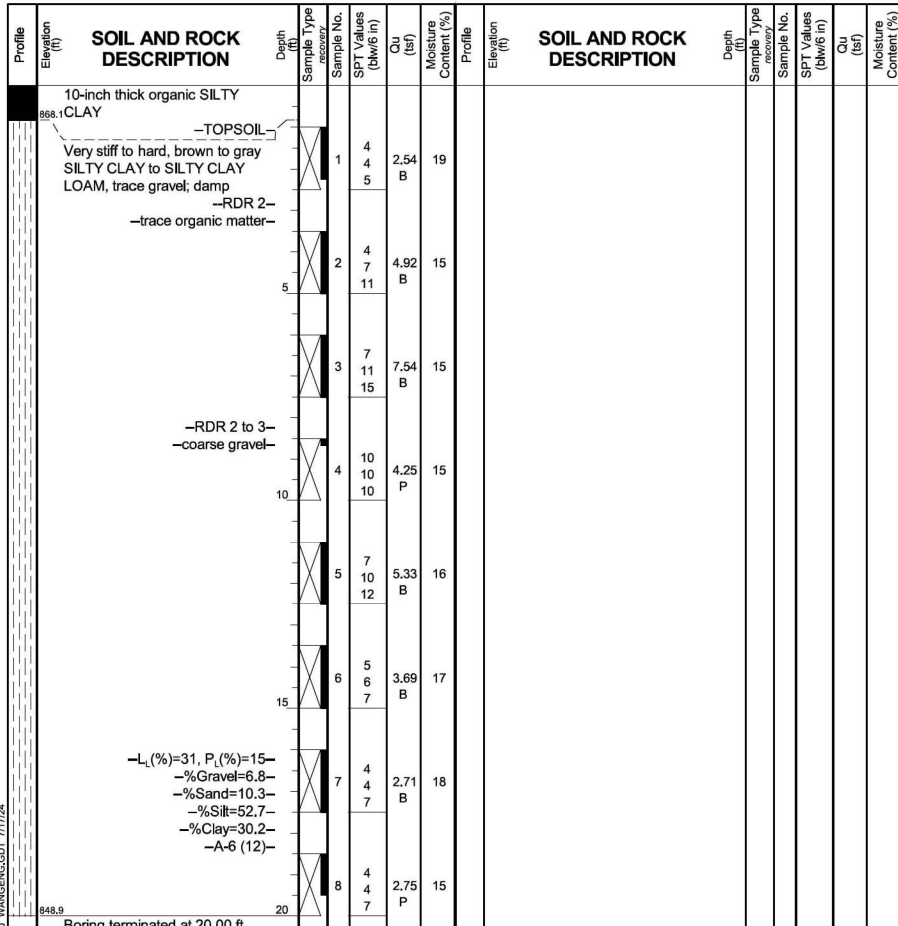 Profile
Elevation (ft)
SOIL AND ROCK
DESCRIPTION
Depth (ft)
Sample Type
recovery
Sample No.
SPT Values
(blw/6 in)
Qu
(tsf)
Moisture
Content (%)
Profile
Elevation (ft)
SOIL AND ROCK
DESCRIPTION
Depth (ft)
Sample Type
recovery
Sample No.
SPT Values
(blw/6 in)
Qu
(tsf)
Moisture
Content (%)
10-inch thick organic SILTY
868.1 CLAY
--TOPSOIL--
Very stiff to hard, brown to gray
SILTY CLAY to SILTY CLAY
LOAM, trace gravel; damp
1
4
4
5
2.54
B
19
--RDR 2--
--trace organic matter--
2
4
7
11
4.92
B
15
5
3
7
11
15
7.54
B
15
--RDR 2 to 3--
--coarse gravel--
4
10
10
10
4.25
P
15
10
5
7
10
12
5.33
B
16
6
5
6
7
3.69
B
17
15
--LL(%)=31, PL(%)=15--
--%Gravel=6.8--
--%Sand=10.3--
--%Silt=52.7--
--%Clay=30.2--
--A-6 (12)--
7
4
4
7
2.71
B
18
8
4
4
7
2.75
P
15
848.9
20
Boring terminated at 20.00 ft
WANGENG.GDT 7/17/24